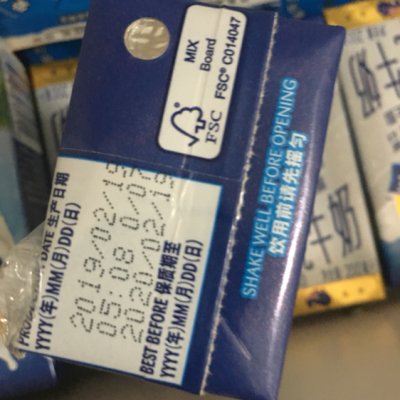 MIX
Board
FSC® C014047
FSC
SHAKE WELL BEFORE OPENING
饮用前请先摇匀
DATE 生产日期
YYYY(年)MM(月)DD(日)
2019/02/19
05:08
2020/02/19
BEST BEFORE 保质期至
YYYY(年)MM(月)DD(日)
牛奶